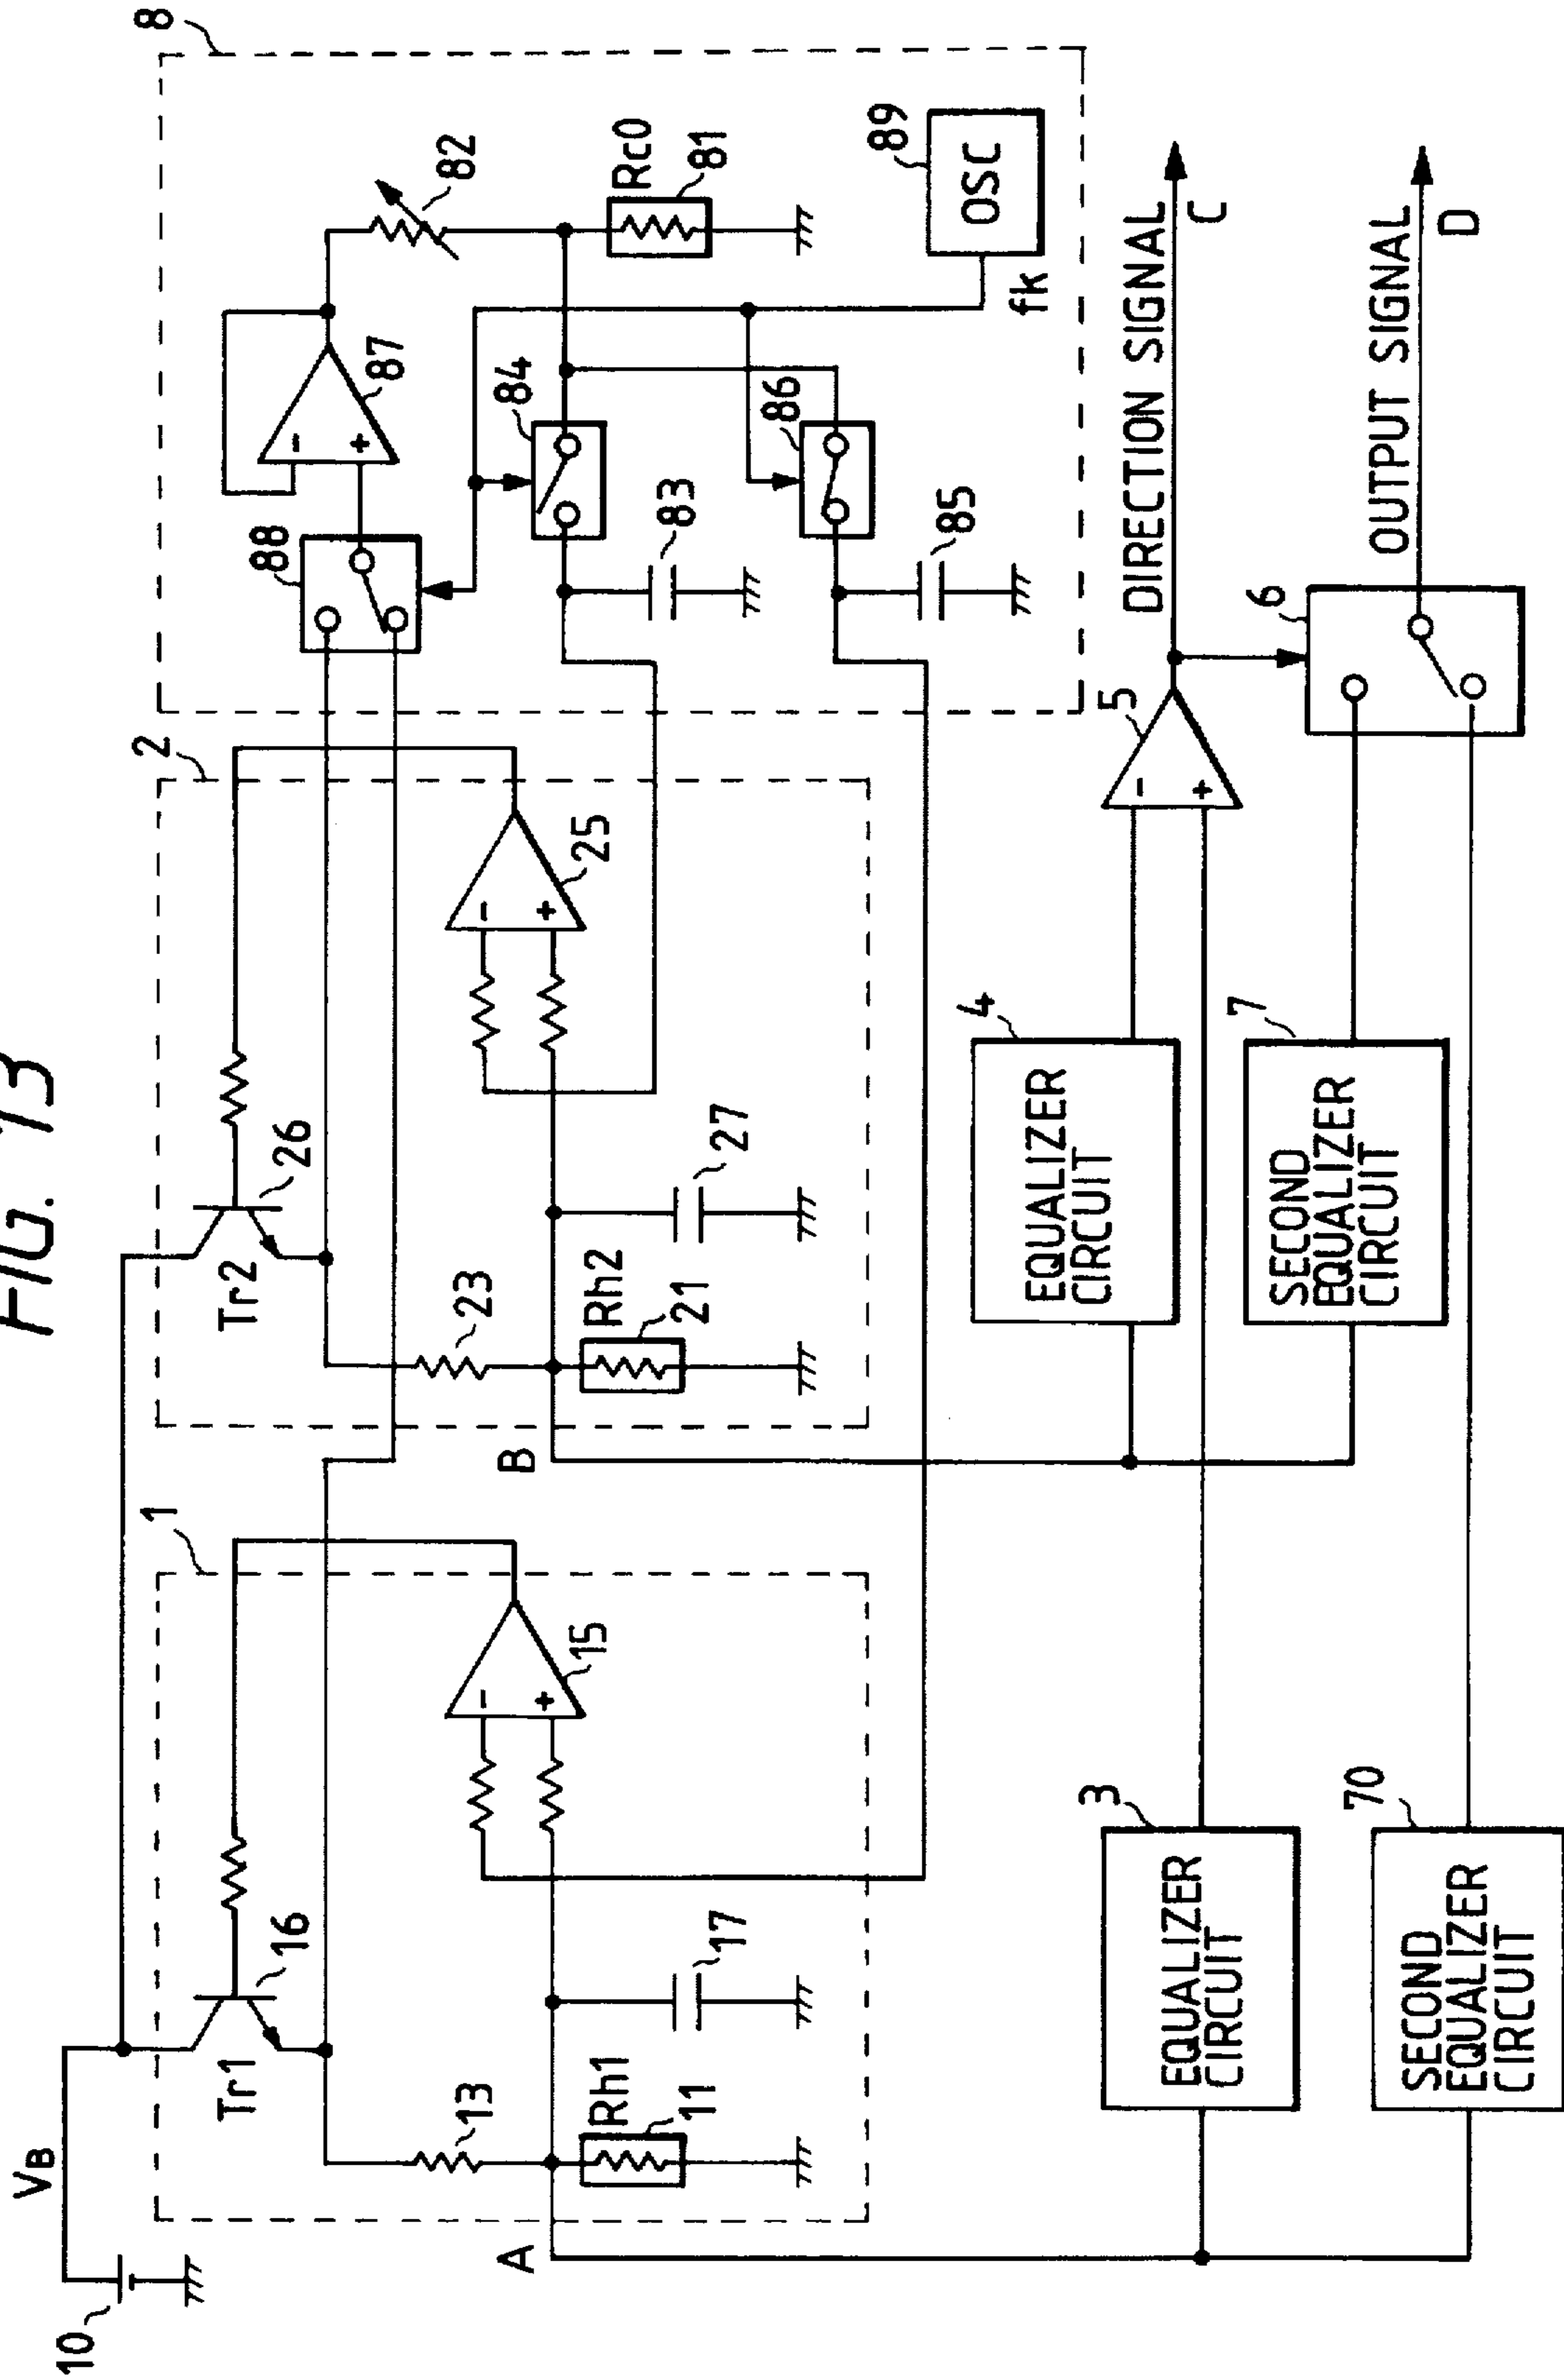 FIG. 13
8
82
Rc0
81
89
OSC
fk
87
-
+
84
86
88
83
85
DIRECTION SIGNAL
C
OUTPUT SIGNAL
D
6
5
-
+
2
25
-
+
26
Tr2
27
23
Rh2
21
B
4
EQUALIZER
CIRCUIT
7
SECOND
EQUALIZER
CIRCUIT
1
15
-
+
16
Tr1
17
13
Rh1
11
A
VB
10
3
EQUALIZER
CIRCUIT
70
SECOND
EQUALIZER
CIRCUIT